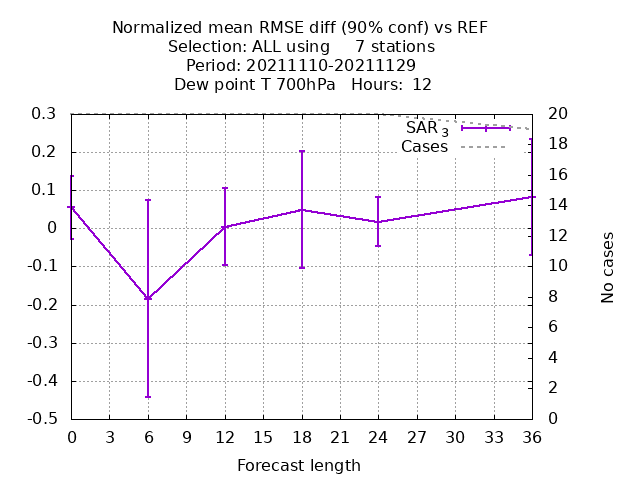 Normalized mean RMSE diff (90% conf) vs REF
Selection: ALL using     7 stations
Period: 20211110-20211129
Dew point T 700hPa   Hours:  12
0.3
0.2
0.1
0
-0.1
-0.2
-0.3
-0.4
-0.5
SAR 3
Cases
20
18
16
14
12
10
8
6
4
2
0
No cases
0 3 6 9 12 15 18 21 24 27 30 33 36
Forecast length